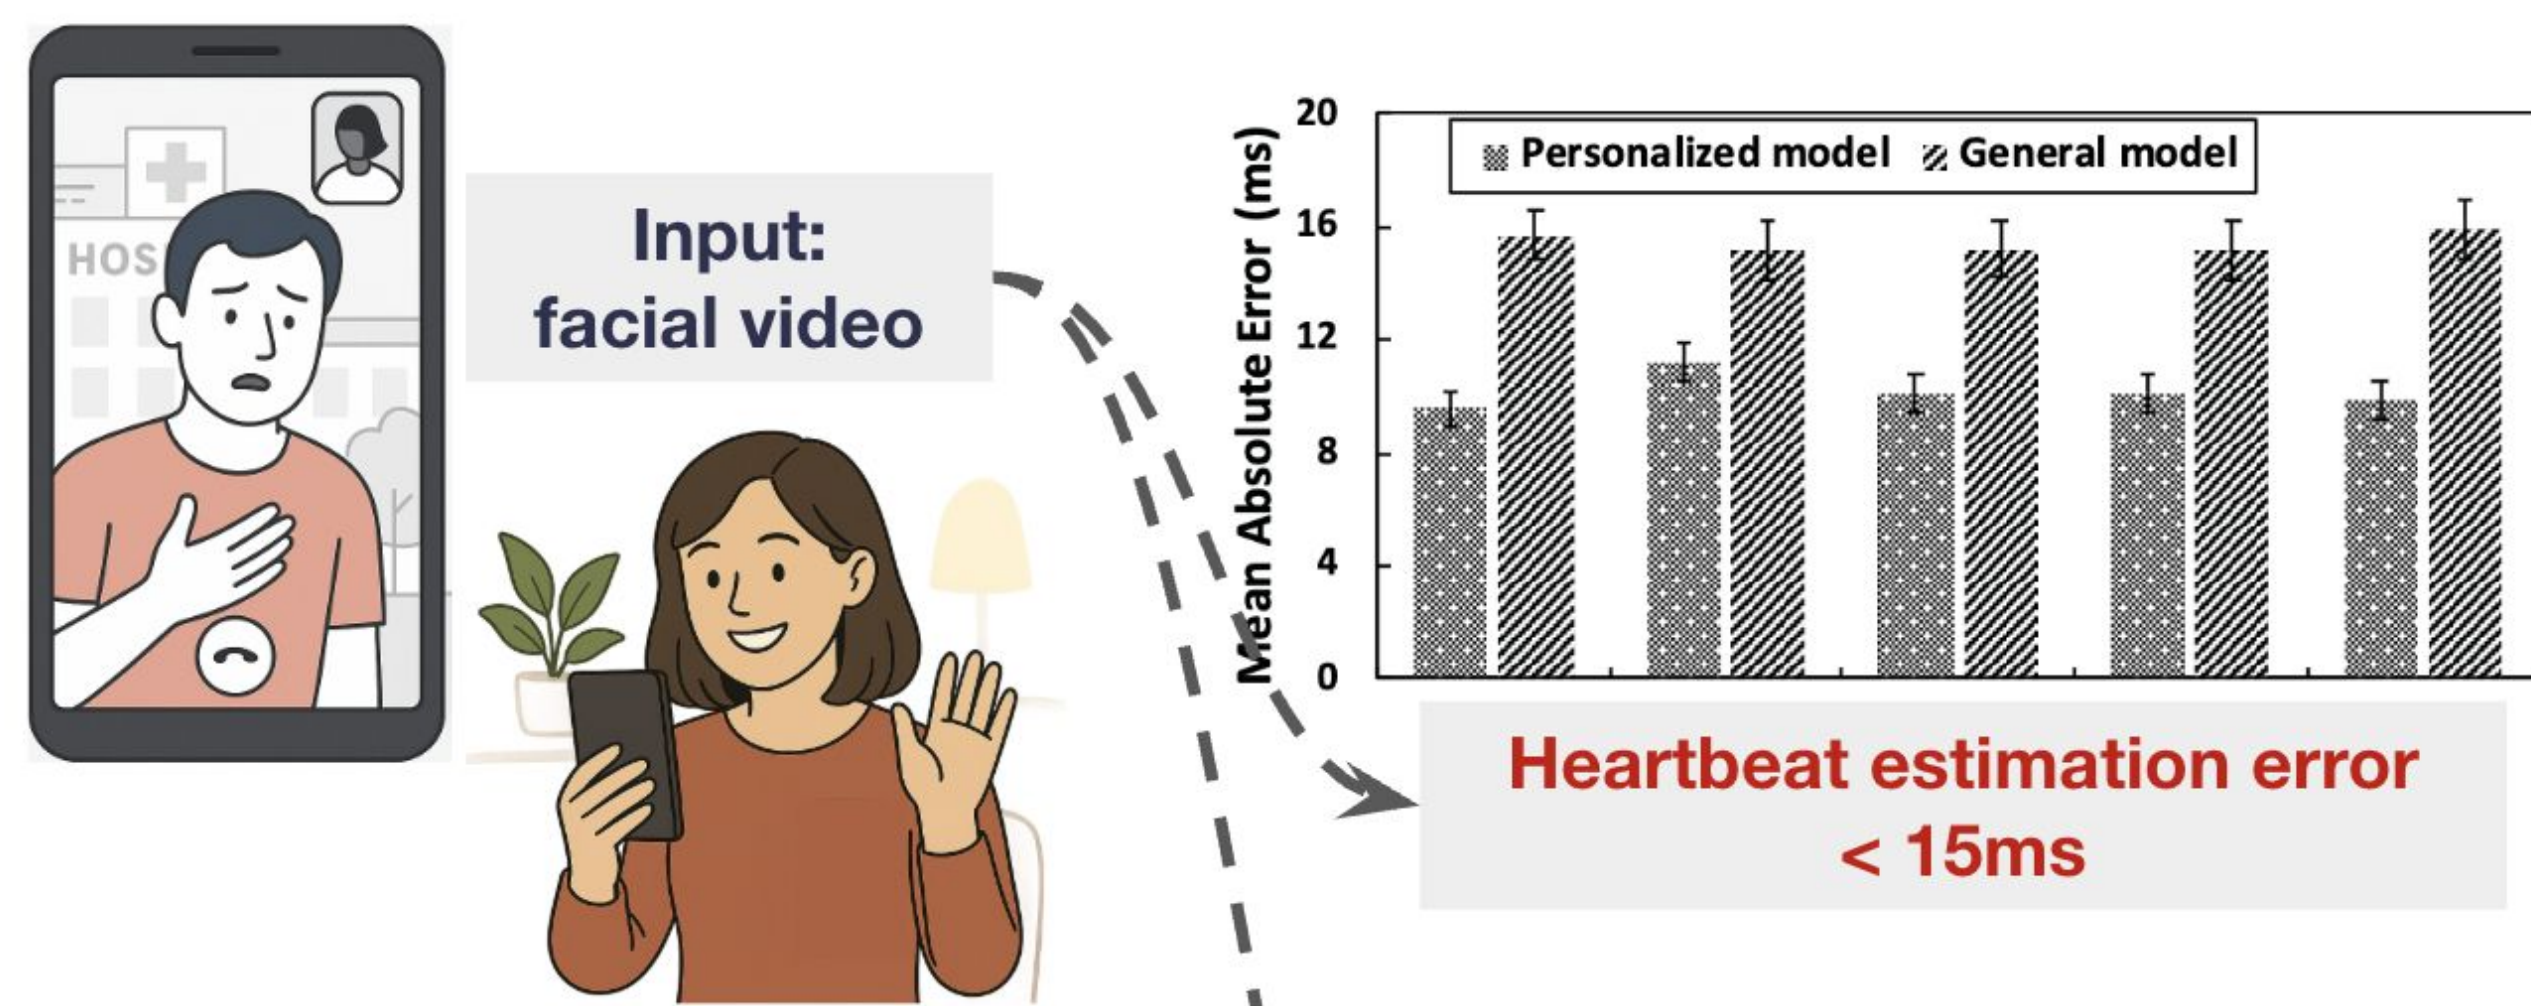 HOS
Input:
facial video
Mean Absolute Error (ms)
20
16
12
8
4
0
Personalized model
General model
Heartbeat estimation error
< 15ms